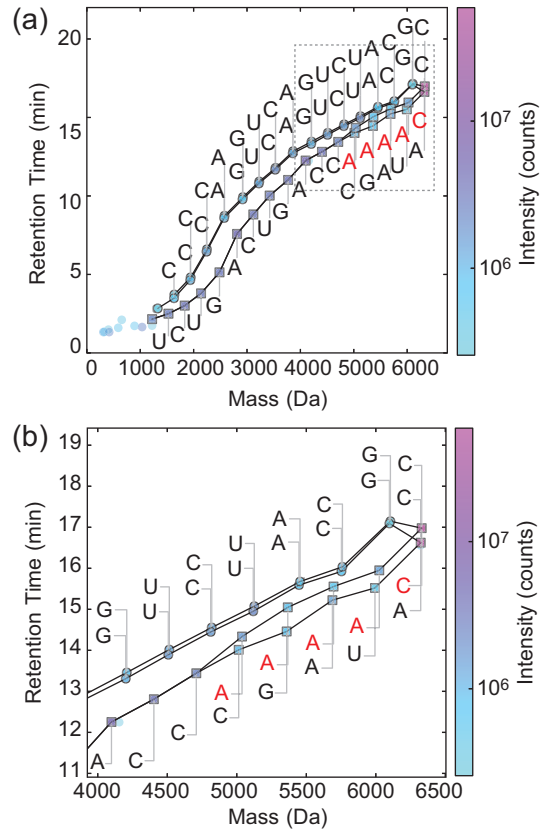 (a)
20
15
10
5
0
Retention Time (min)
C C C A G U C A G U C U A C G C
C C C A G U C A G U C U A C G C
U C U G A C U G A C C
A A A A C
C G A U A
0 1000 2000 3000 4000 5000 6000
Mass (Da)
10⁷
10⁶
Intensity (counts)
(b)
19
18
17
16
15
14
13
12
11
Retention Time (min)
G U C U A C G C
G U C U A C G C
A A A A C
A C C C G A U A
4000 4500 5000 5500 6000 6500
Mass (Da)
10⁷
10⁶
Intensity (counts)